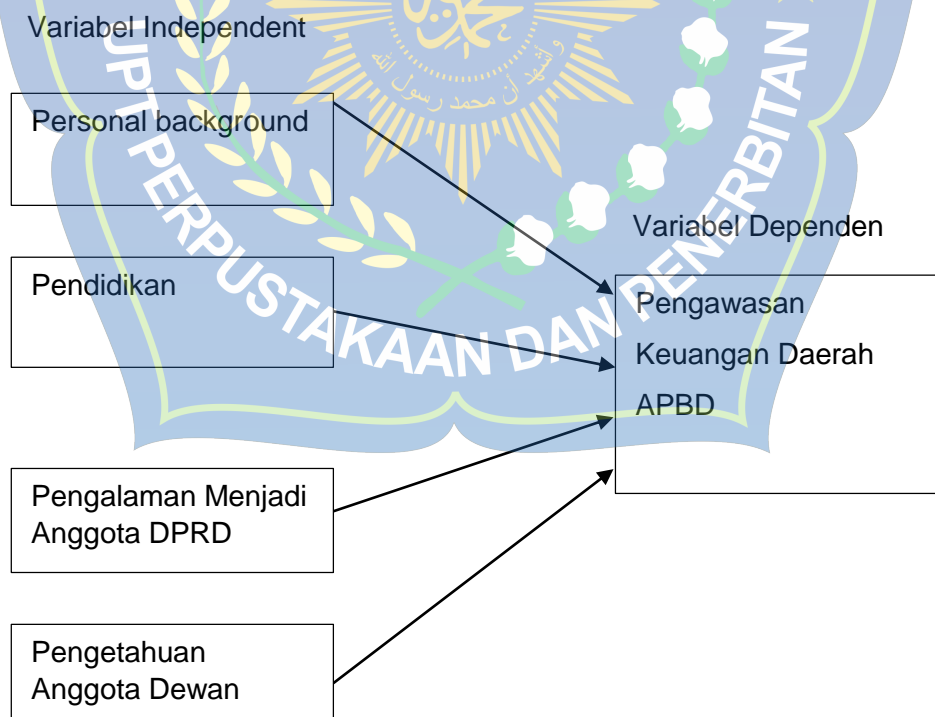 Variabel Independent
Personal background
Variabel Dependen
Pendidikan
Pengawasan
Keuangan Daerah
APBD
Pengalaman Menjadi
Anggota DPRD
Pengetahuan
Anggota Dewan
UPT PERPUSTAKAAN DAN PENERBITAN